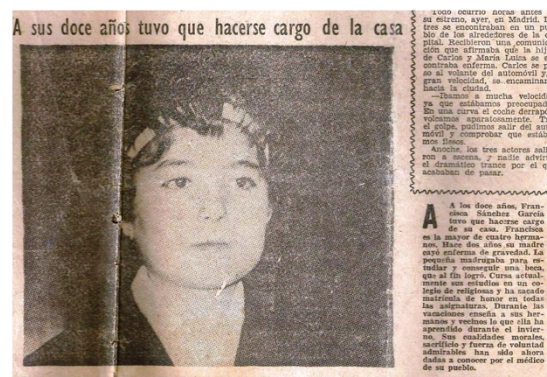 A sus doce años tuvo que hacerse cargo de la casa
Todo ocurrió horas antes
su estreno, ayer, en Madrid.
tres se encontraban en un pu
blo de los alrededores de la
pital. Recibieron una comunic
ción que afirmaba que la hij
de Carlos y María Luisa se
contraba enferma. Carlos se p
so al volante del automóvil y,
gran velocidad, se encaminar
hacia la ciudad.
—Ibamos a mucha velocid
ya que estábamos preocupad
En una curva el coche derrapó
volcamos aparatosamente.
el golpe, pudimos salir del au
móvil y comprobar que estáb
mos ilesos.
Anoche, los tres actores sali
ron a escena, y nadie advir
el dramático trance por el q
acababan de pasar.
A los doce años, Fran-
cisca Sánchez García
tuvo que hacerse cargo
de su casa. Francisca
es la mayor de cuatro herma-
nos. Hace dos años su madre
cayó enferma de gravedad. La
pequeña madrugaba para es-
tudiar y conseguir una beca,
que al fin logró. Cursa actual-
mente sus estudios en un co-
legio de religiosas y ha sacado
matrícula de honor en todas
las asignaturas. Durante las
vacaciones enseña a sus her-
manos y vecinos lo que ella ha
aprendido durante el invier-
no. Sus cualidades morales,
sacrificio y fuerza de voluntad
admirables han sido ahora
dadas a conocer por el médico
de su pueblo.